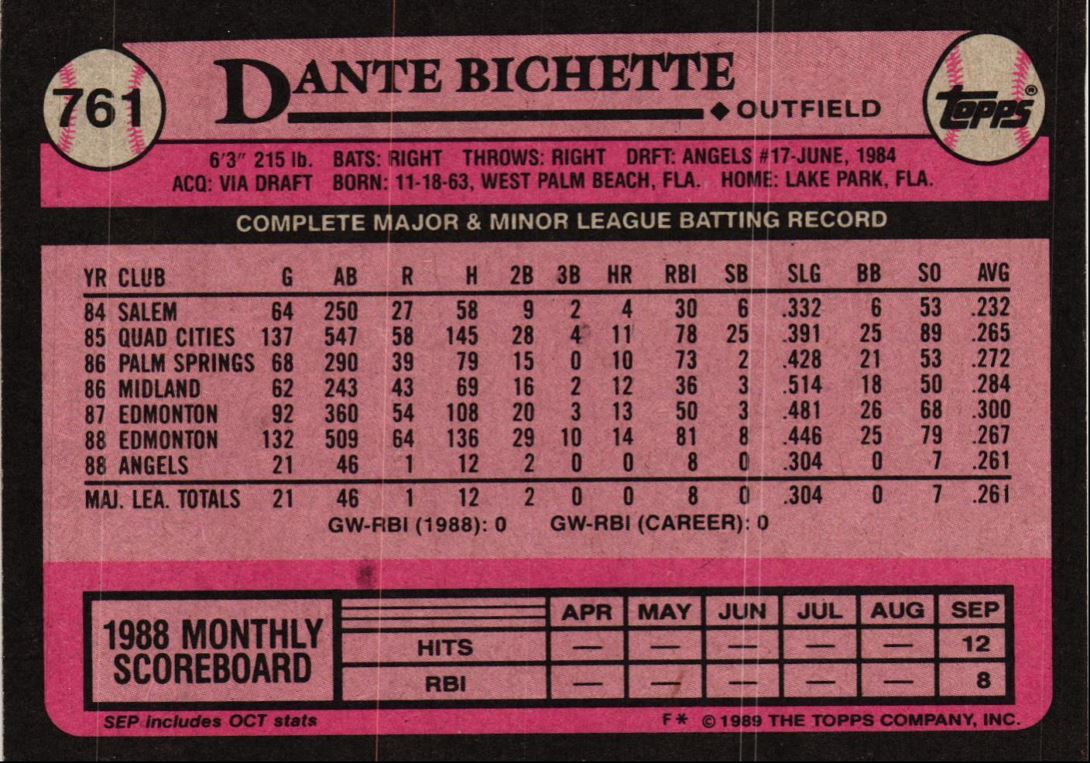 761
DANTE BICHETTE
◆OUTFIELD
TOPPS®
6'3" 215 lb. BATS: RIGHT THROWS: RIGHT DRFT: ANGELS #17-JUNE, 1984
ACQ: VIA DRAFT BORN: 11-18-63, WEST PALM BEACH, FLA. HOME: LAKE PARK, FLA.
COMPLETE MAJOR & MINOR LEAGUE BATTING RECORD
YR CLUB G AB R H 2B 3B HR RBI SB SLG BB SO AVG
84 SALEM 64 250 27 58 9 2 4 30 6 .332 6 53 .232
85 QUAD CITIES 137 547 58 145 28 4 11 78 25 .391 25 89 .265
86 PALM SPRINGS 68 290 39 79 15 0 10 73 2 .428 21 53 .272
86 MIDLAND 62 243 43 69 16 2 12 36 3 .514 18 50 .284
87 EDMONTON 92 360 54 108 20 3 13 50 3 .481 26 68 .300
88 EDMONTON 132 509 64 136 29 10 14 81 8 .446 25 79 .267
88 ANGELS 21 46 1 12 2 0 0 8 0 .304 0 7 .261
MAJ. LEA. TOTALS 21 46 1 12 2 0 0 8 0 .304 0 7 .261
GW-RBI (1988): 0 GW-RBI (CAREER): 0
1988 MONTHLY
SCOREBOARD
APR MAY JUN JUL AUG SEP
HITS — — — — — 12
RBI — — — — — 8
SEP includes OCT stats
F* © 1989 THE TOPPS COMPANY, INC.